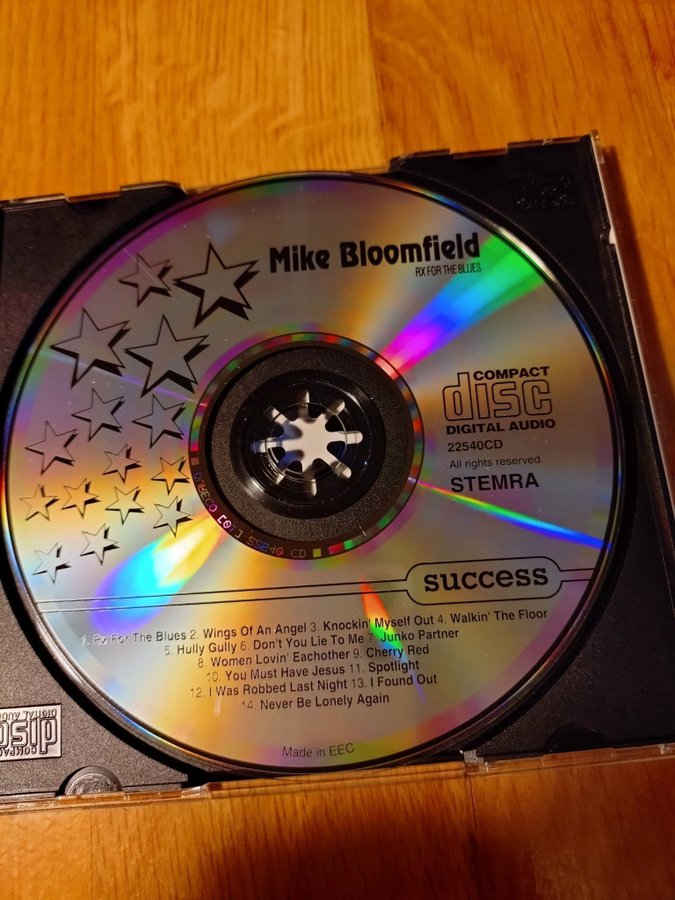 Mike Bloomfield
RX FOR THE BLUES
COMPACT
disc
DIGITAL AUDIO
22540CD
All rights reserved
STEMRA
success
1. Rx For The Blues 2. Wings Of An Angel 3. Knockin' Myself Out 4. Walkin' The Floor
5. Hully Gully 6. Don't You Lie To Me 7. Junko Partner
8. Women Lovin' Eachother 9. Cherry Red
10. You Must Have Jesus 11. Spotlight
12. I Was Robbed Last Night 13. I Found Out
14. Never Be Lonely Again
Made in EEC
COMPACT
disc
DIGITAL AUDIO